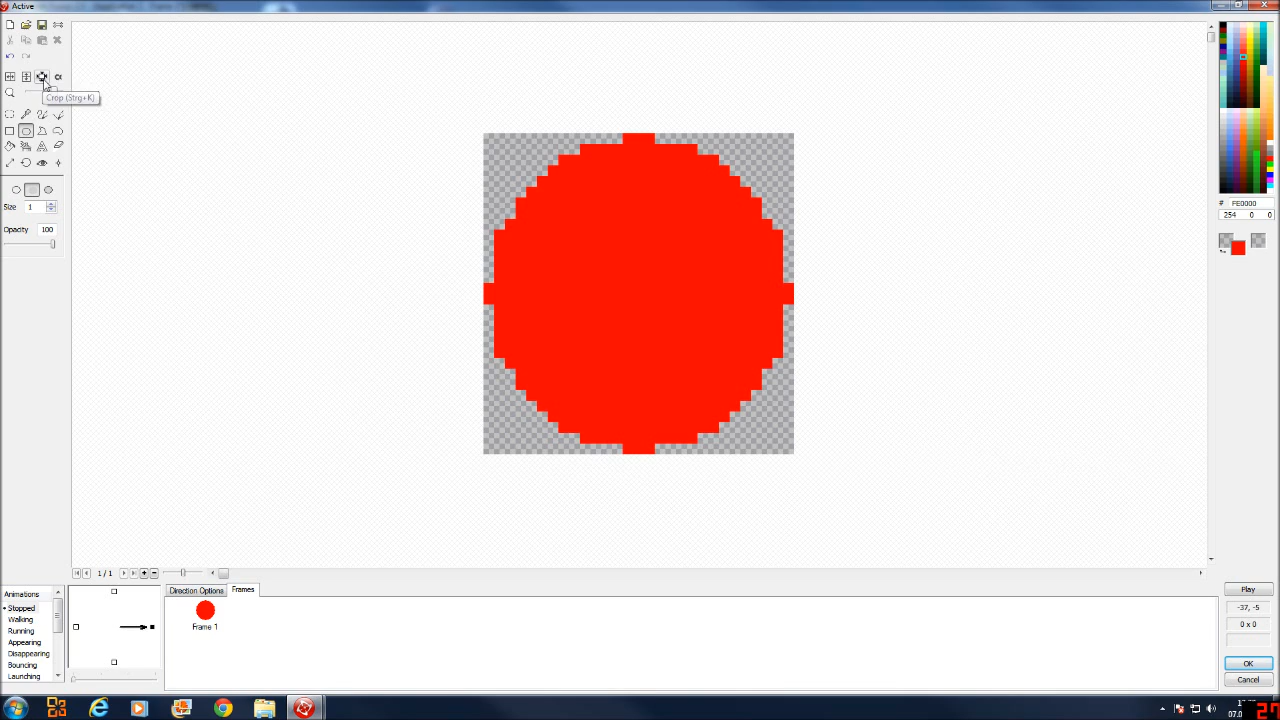 Active
Crop (Strg+K)
Size 1
Opacity 100
# FE0000
254 0 0
1 / 1
Animations
Stopped
Walking
Running
Appearing
Disappearing
Bouncing
Launching
Direction Options
Frames
Frame 1
Play
-37, -5
0 x 0
OK
Cancel
27